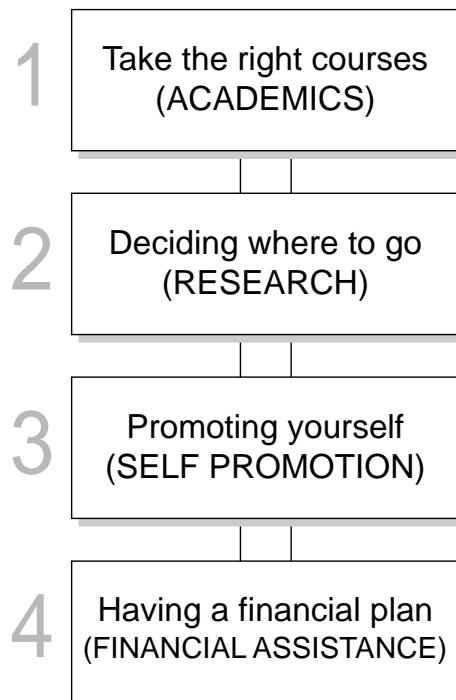 1
Take the right courses
(ACADEMICS)
2
Deciding where to go
(RESEARCH)
3
Promoting yourself
(SELF PROMOTION)
4
Having a financial plan
(FINANCIAL ASSISTANCE)